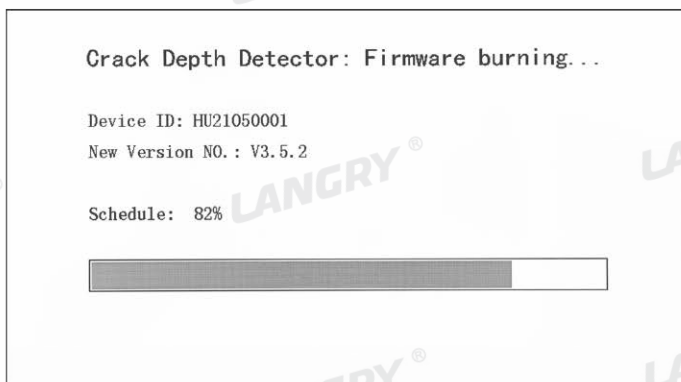 Crack Depth Detector: Firmware burning...
Device ID: HU21050001
New Version NO.: V3.5.2
LANGRY®
Schedule: 82%